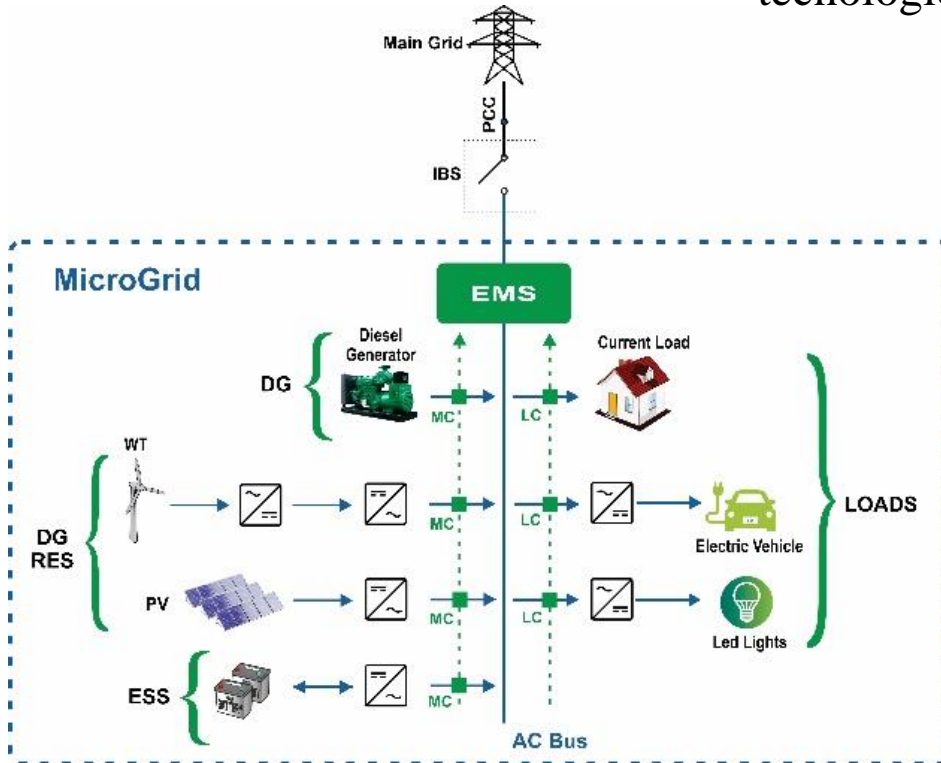 Main Grid
PCC
IBS
MicroGrid
EMS
Diesel
Generator
Current Load
DG
MC
LC
WT
LOADS
DG
RES
MC
LC
Electric Vehicle
PV
MC
LC
Led Lights
ESS
MC
AC Bus